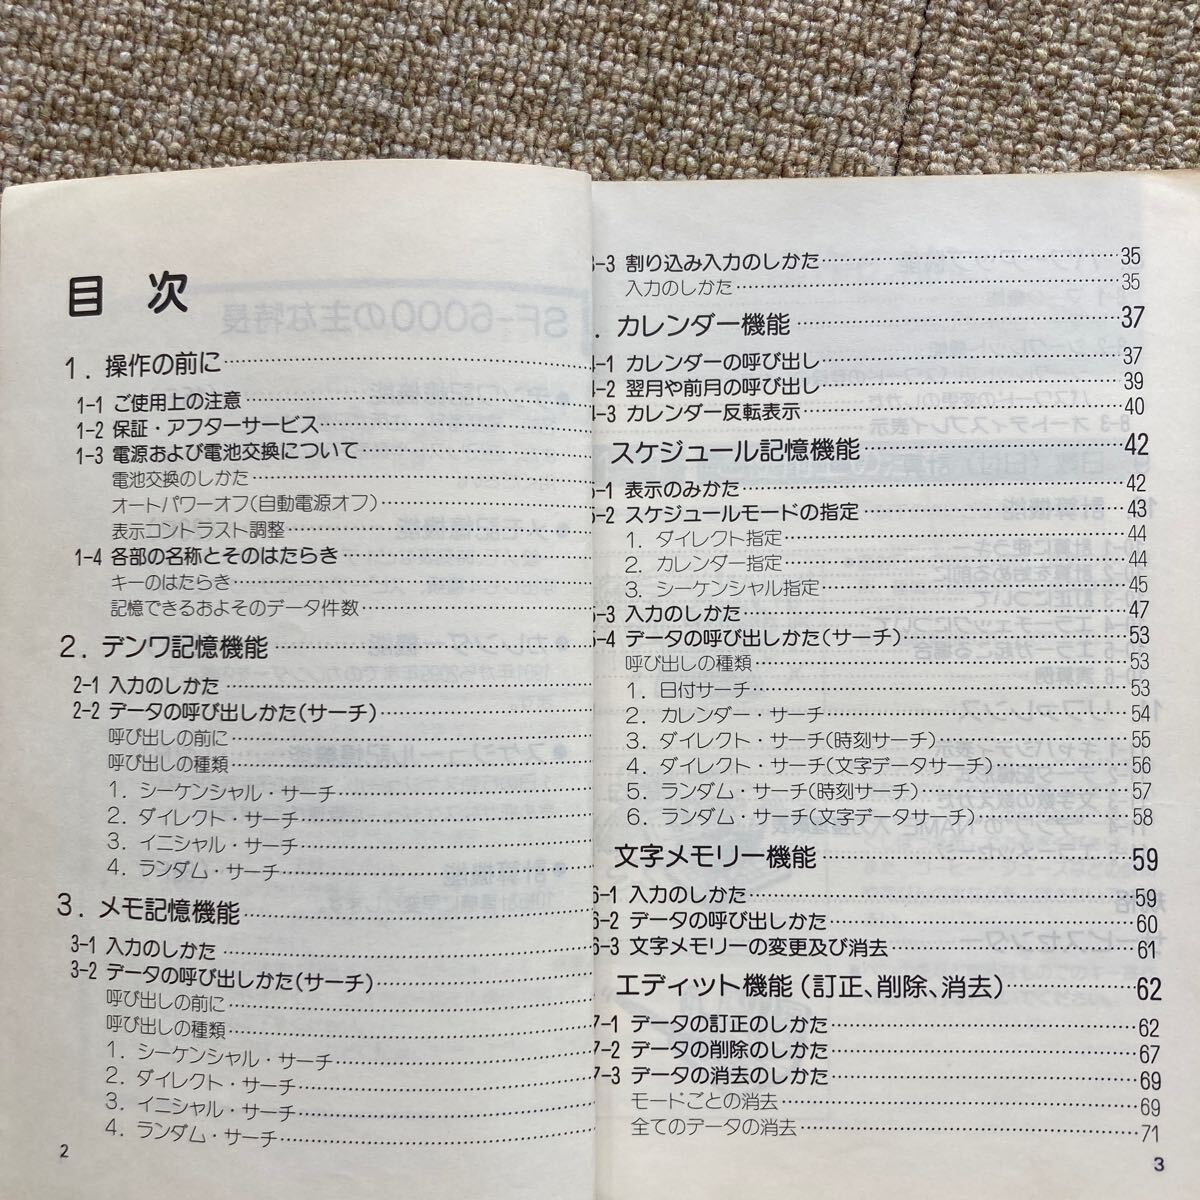 目次
1. 操作の前に
1-1 ご使用上の注意
1-2 保証・アフターサービス
1-3 電源および電池交換について
電池交換のしかた
オートパワーオフ(自動電源オフ)
表示コントラスト調整
1-4 各部の名称とそのはたらき
キーのはたらき
記憶できるおよそのデータ件数
2. デンワ記憶機能
2-1 入力のしかた
2-2 データの呼び出しかた(サーチ)
呼び出しの前に
呼び出しの種類
1. シーケンシャル・サーチ
2. ダイレクト・サーチ
3. イニシャル・サーチ
4. ランダム・サーチ
3. メモ記憶機能
3-1 入力のしかた
3-2 データの呼び出しかた(サーチ)
呼び出しの前に
呼び出しの種類
1. シーケンシャル・サーチ
2. ダイレクト・サーチ
3. イニシャル・サーチ
4. ランダム・サーチ
2
3-3 割り込み入力のしかた 35
入力のしかた 35
. カレンダー機能 37
4-1 カレンダーの呼び出し 37
4-2 翌月や前月の呼び出し 39
4-3 カレンダー反転表示 40
スケジュール記憶機能 42
5-1 表示のみかた 42
5-2 スケジュールモードの指定 43
1. ダイレクト指定 44
2. カレンダー指定 44
3. シーケンシャル指定 45
5-3 入力のしかた 47
5-4 データの呼び出しかた(サーチ) 53
呼び出しの種類 53
1. 日付サーチ 53
2. カレンダー・サーチ 54
3. ダイレクト・サーチ(時刻サーチ) 55
4. ダイレクト・サーチ(文字データサーチ) 56
5. ランダム・サーチ(時刻サーチ) 57
6. ランダム・サーチ(文字データサーチ) 58
文字メモリー機能 59
6-1 入力のしかた 59
6-2 データの呼び出しかた 60
6-3 文字メモリーの変更及び消去 61
エディット機能(訂正、削除、消去) 62
7-1 データの訂正のしかた 62
7-2 データの削除のしかた 67
7-3 データの消去のしかた 69
モードごとの消去 69
全てのデータの消去 71
3